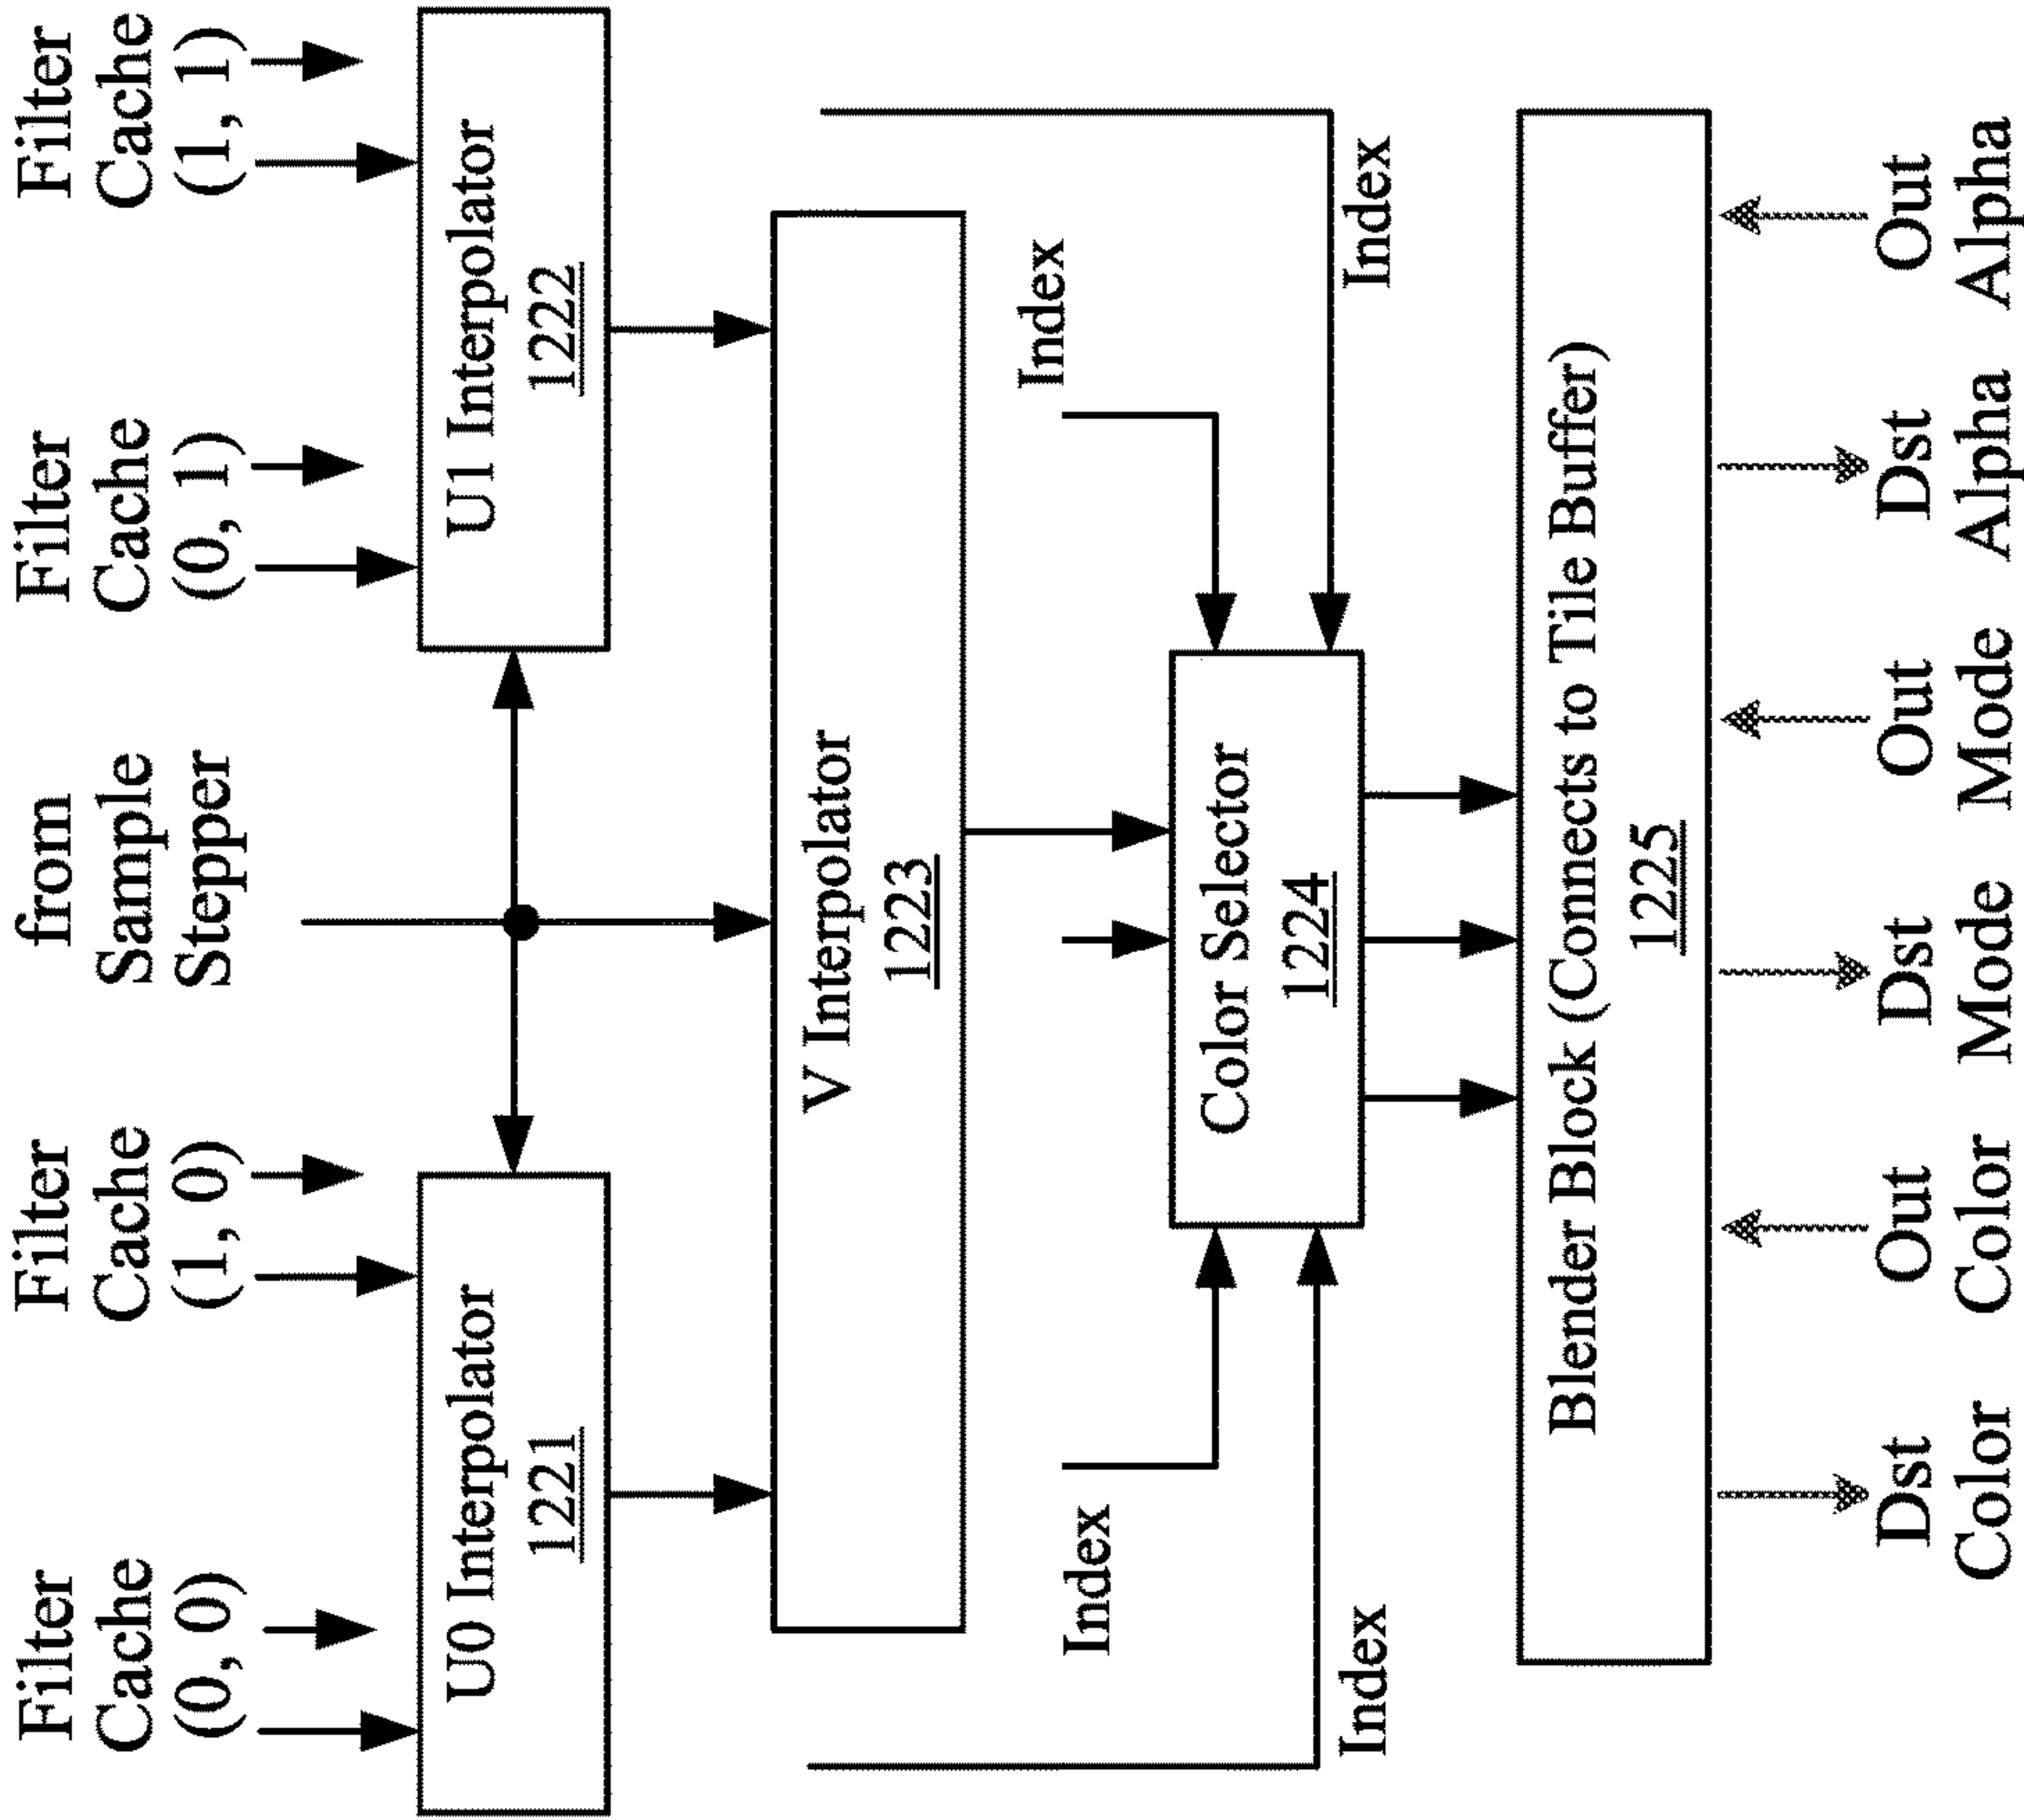 Filter
Cache
(0, 0)
Filter
Cache
(1, 0)
from
Sample
Stepper
Filter
Cache
(0, 1)
Filter
Cache
(1, 1)
U0 Interpolator
1221
U1 Interpolator
1222
V Interpolator
1223
Index
Index
Index
Index
Color Selector
1224
Blender Block (Connects to Tile Buffer)
1225
Dst
Color
Out
Color
Dst
Mode
Out
Mode
Dst
Alpha
Out
Alpha